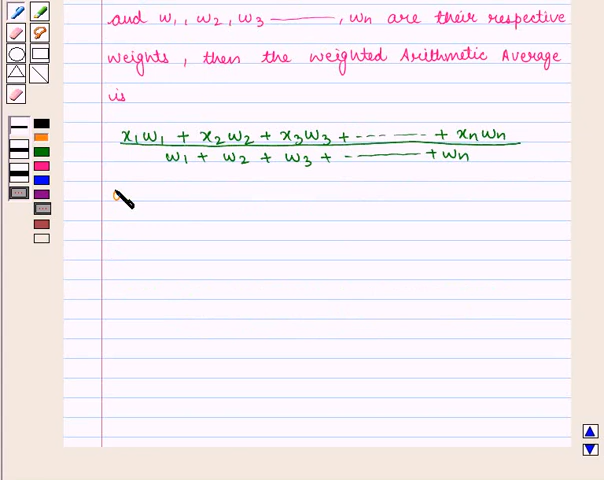 and w₁, w₂, w₃ ———, wn are their respective
weights, then the weighted Arithmetic Average
is
x₁w₁ + x₂w₂ + x₃w₃ + ------ + xnwn
w₁ + w₂ + w₃ + ——— + wn